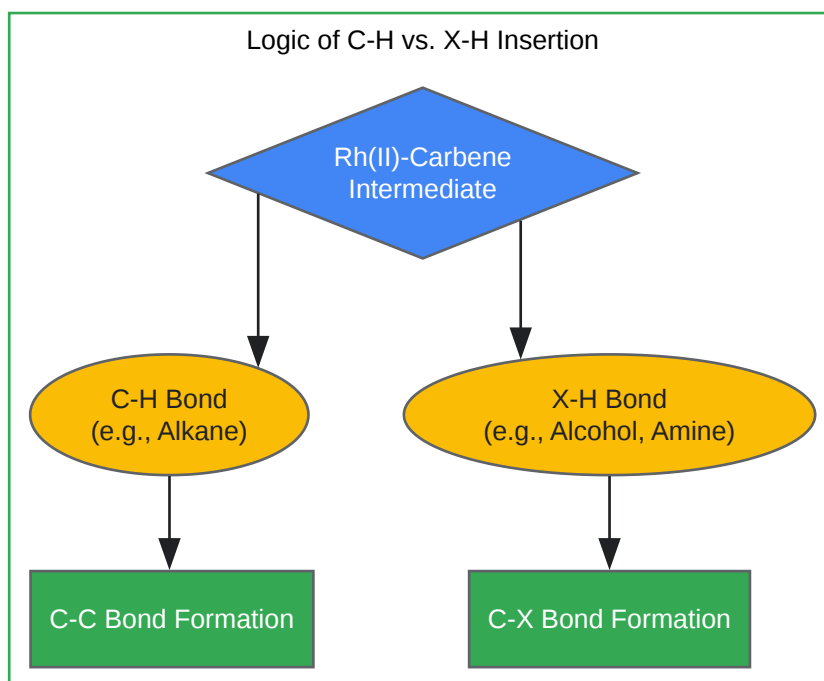 Logic of C-H vs. X-H Insertion
Rh(II)-Carbene
Intermediate
C-H Bond
(e.g., Alkane)
X-H Bond
(e.g., Alcohol, Amine)
C-C Bond Formation
C-X Bond Formation